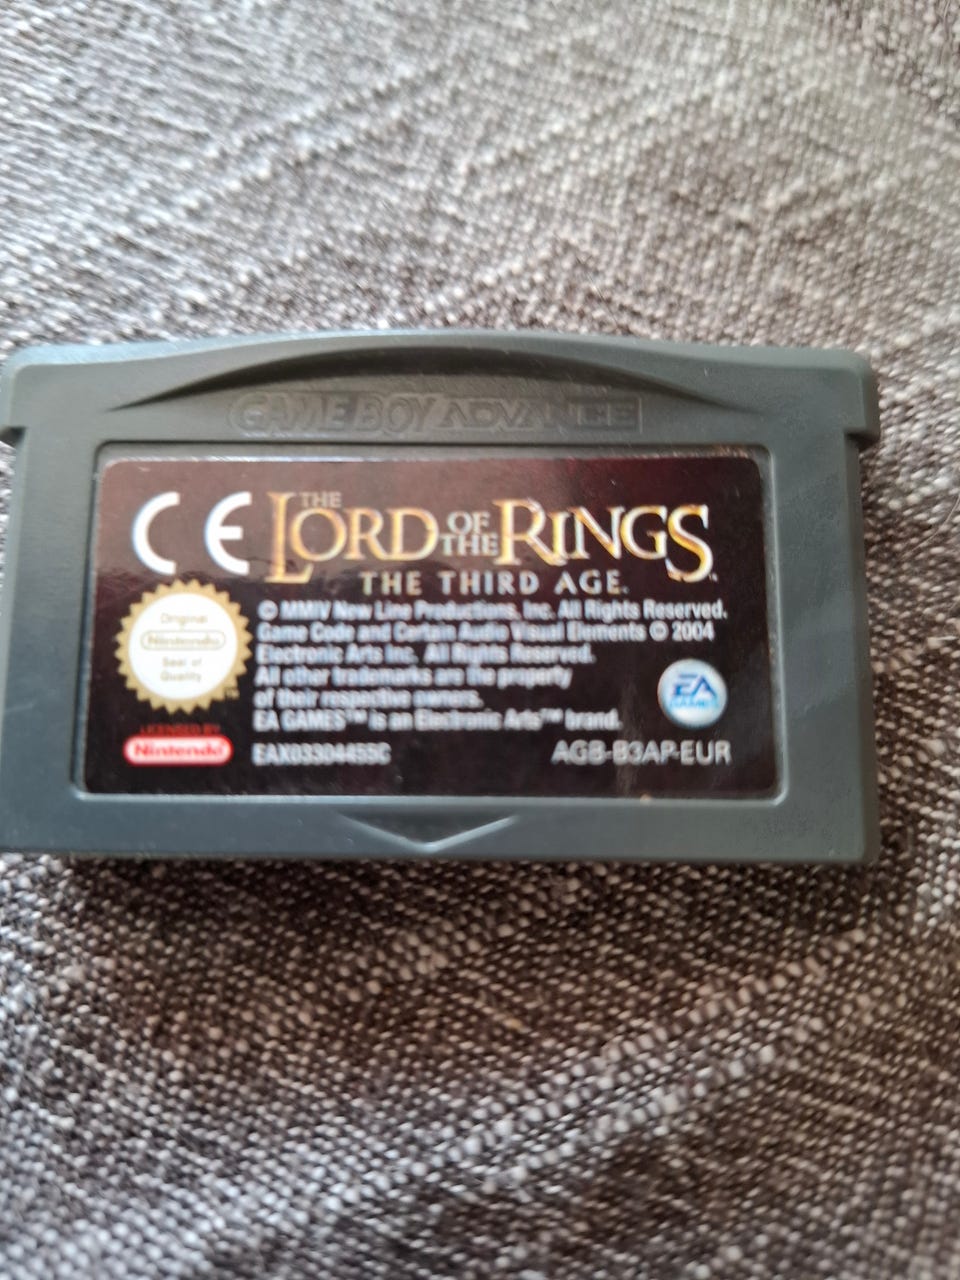 GAME BOY ADVANCE
CE
THE LORD OF THE RINGS
THE THIRD AGE™
© MMIV New Line Productions, Inc. All Rights Reserved.
Game Code and Certain Audio Visual Elements © 2004
Electronic Arts Inc. All Rights Reserved.
All other trademarks are the property
of their respective owners.
EA GAMES™ is an Electronic Arts™ brand.
Original
Nintendo
Seal of
Quality
EA
GAMES
LICENSED BY
Nintendo
EAX03304455C
AGB-B3AP-EUR